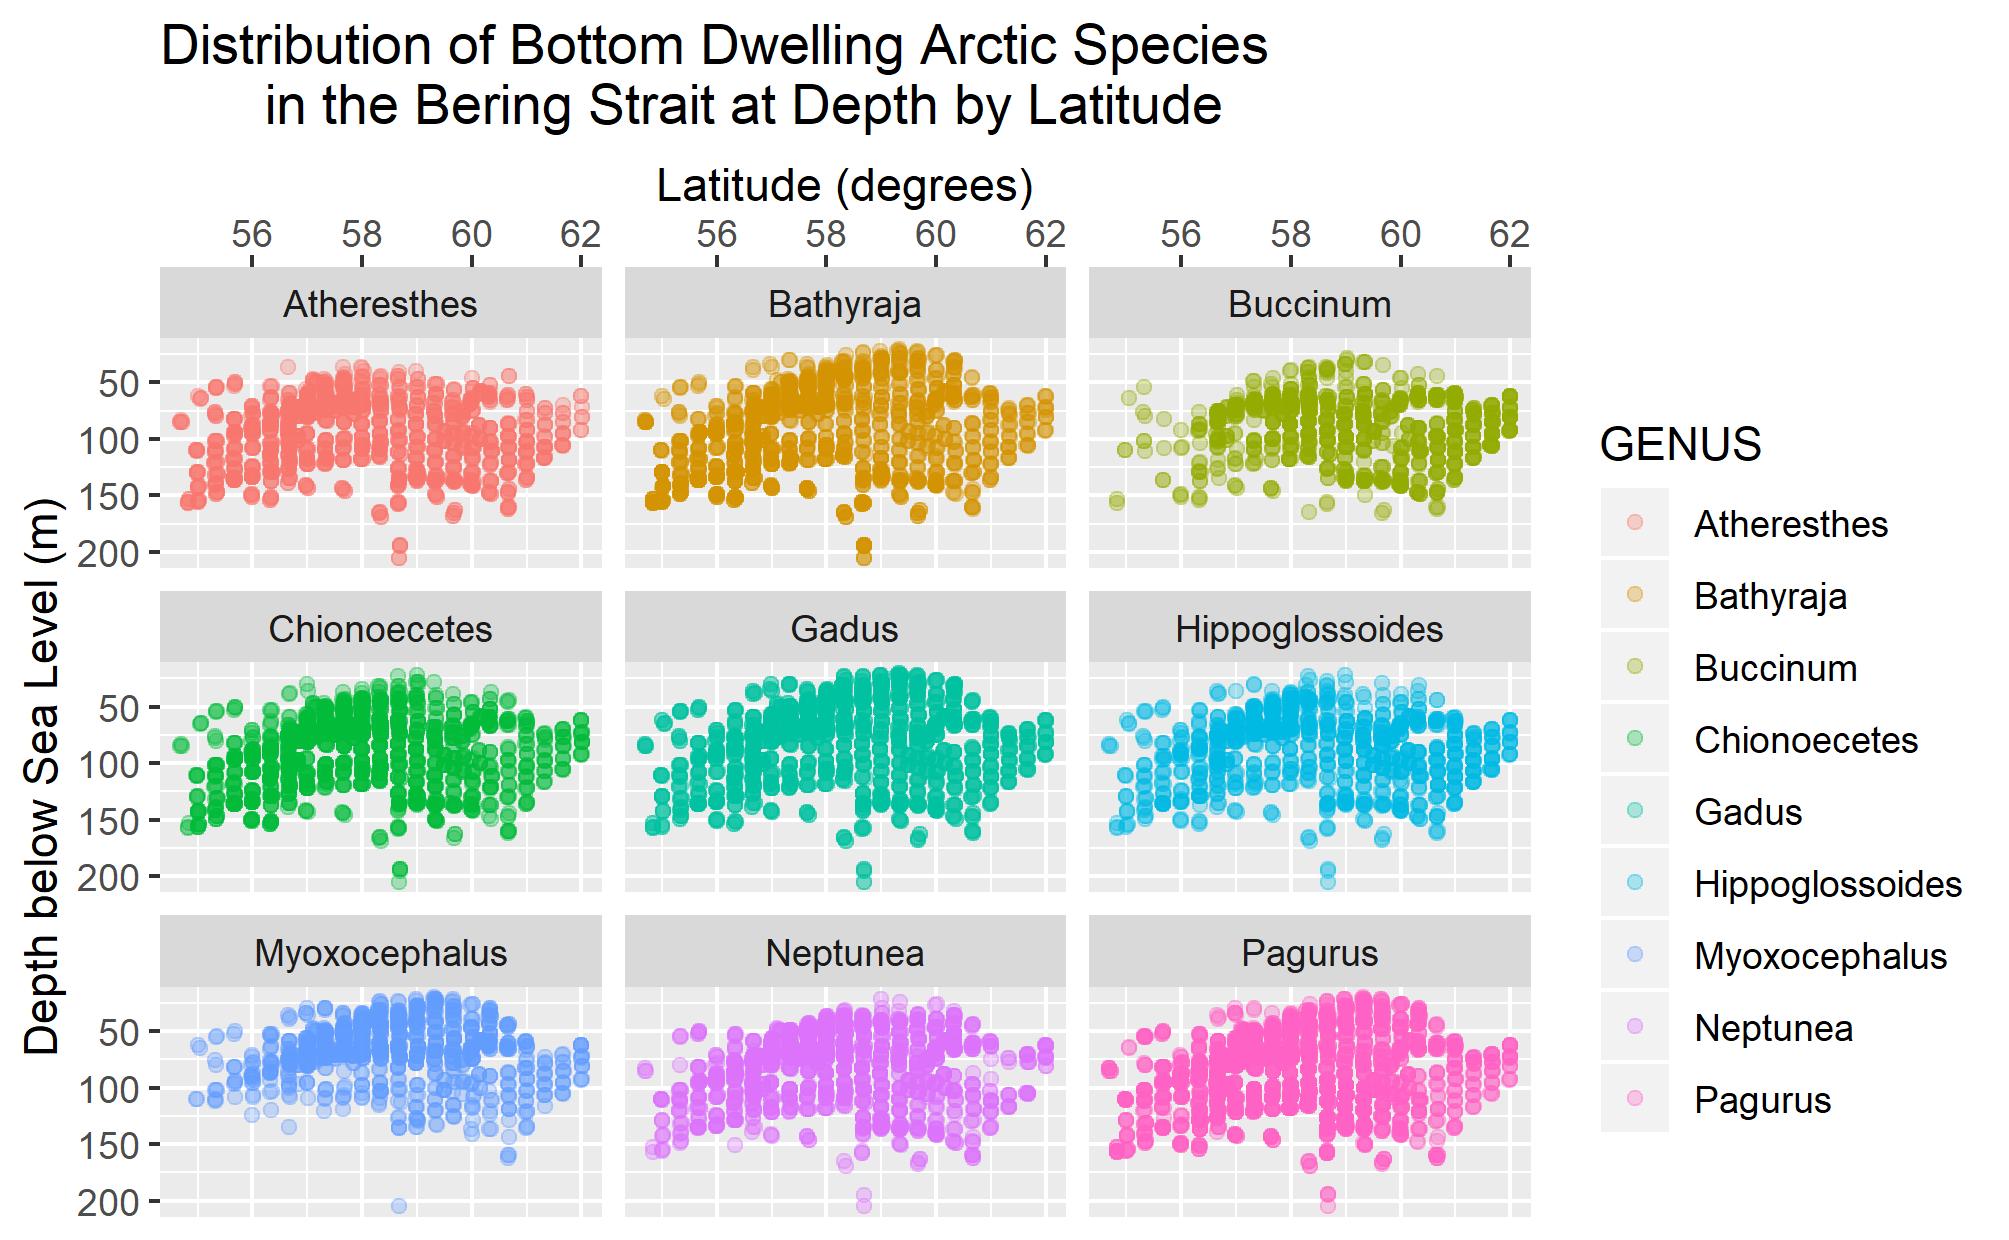 Distribution of Bottom Dwelling Arctic Species
in the Bering Strait at Depth by Latitude
Latitude (degrees)
56 58 60 62 56 58 60 62 56 58 60 62
Atheresthes Bathyraja Buccinum
50
100
150
200
Chionoecetes Gadus Hippoglossoides
50
100
150
200
Myoxocephalus Neptunea Pagurus
50
100
150
200
Depth below Sea Level (m)
GENUS
Atheresthes
Bathyraja
Buccinum
Chionoecetes
Gadus
Hippoglossoides
Myoxocephalus
Neptunea
Pagurus